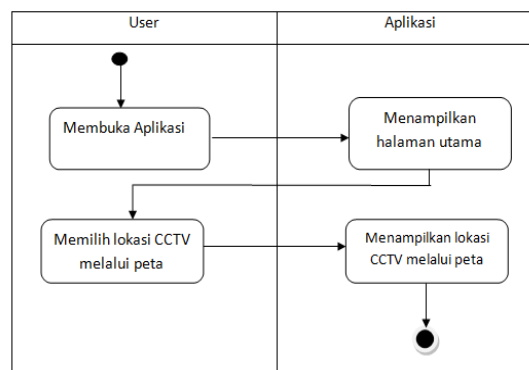 User
Aplikasi
Membuka Aplikasi
Menampilkan
halaman utama
Memilih lokasi CCTV
melalui peta
Menampilkan lokasi
CCTV melalui peta